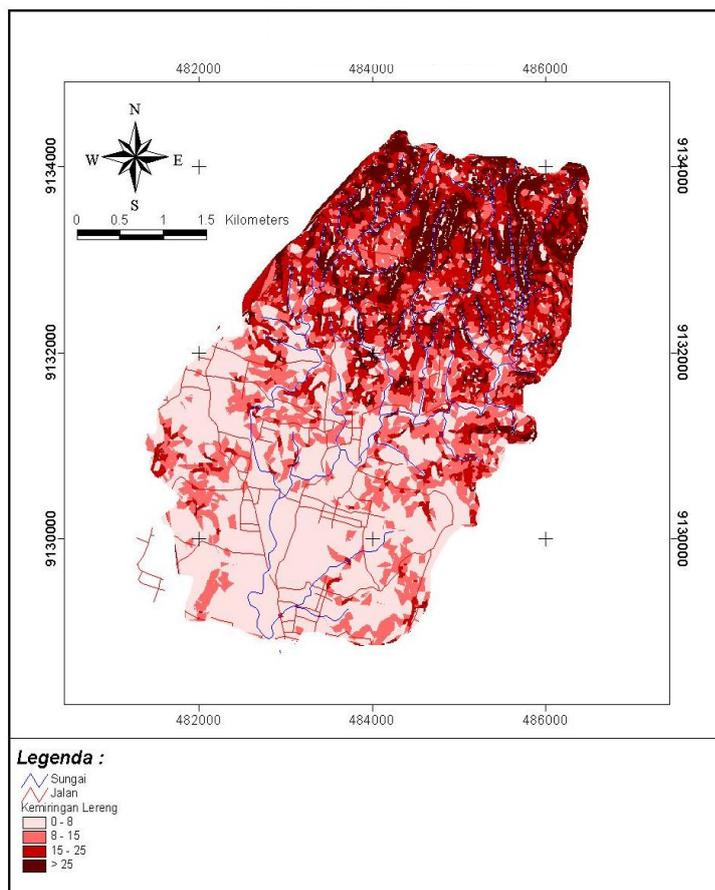 482000 484000 486000
N
W E
S
0 0.5 1 1.5 Kilometers
9134000 9134000
9132000 9132000
9130000 9130000
482000 484000 486000
Legenda :
Sungai
Jalan
Kemiringan Lereng
0 - 8
8 - 15
15 - 25
> 25